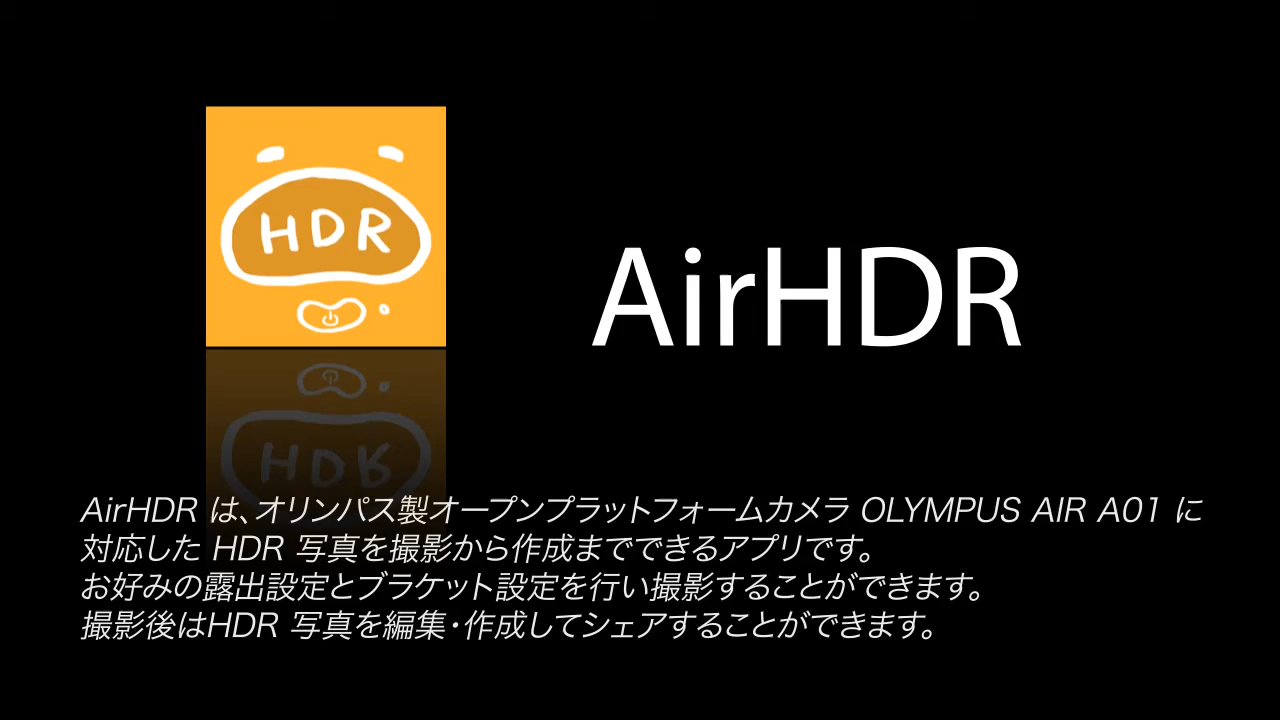 HDR
AirHDR
AirHDR は、オリンパス製オープンプラットフォームカメラ OLYMPUS AIR A01 に
対応した HDR 写真を撮影から作成までできるアプリです。
お好みの露出設定とブラケット設定を行い撮影することができます。
撮影後はHDR 写真を編集・作成してシェアすることができます。